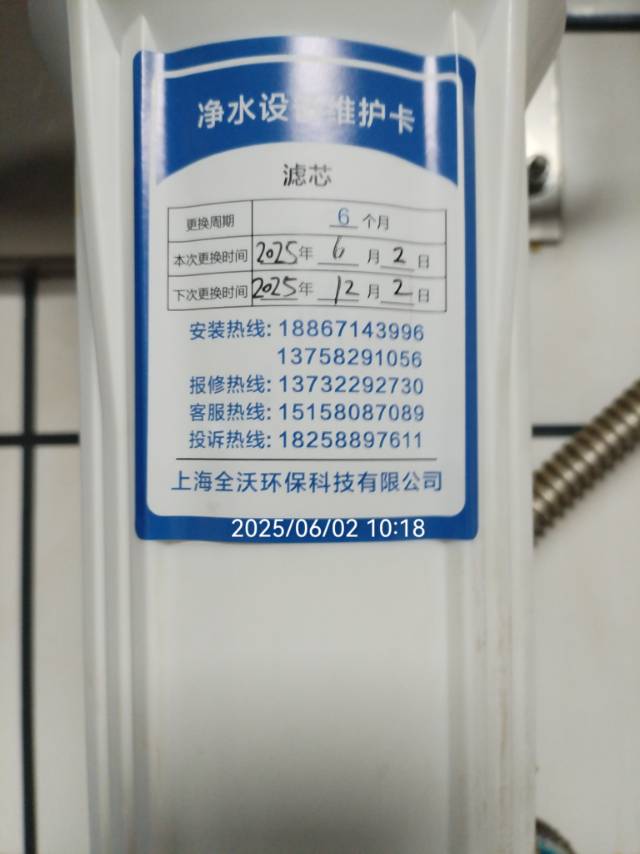 净水设备维护卡
滤芯
更换周期 6 个月
本次更换时间 2025年 6 月 2 日
下次更换时间 2025年 12 月 2 日
安装热线: 18867143996
13758291056
报修热线: 13732292730
客服热线: 15158087089
投诉热线: 18258897611
上海全沃环保科技有限公司
2025/06/02 10:18